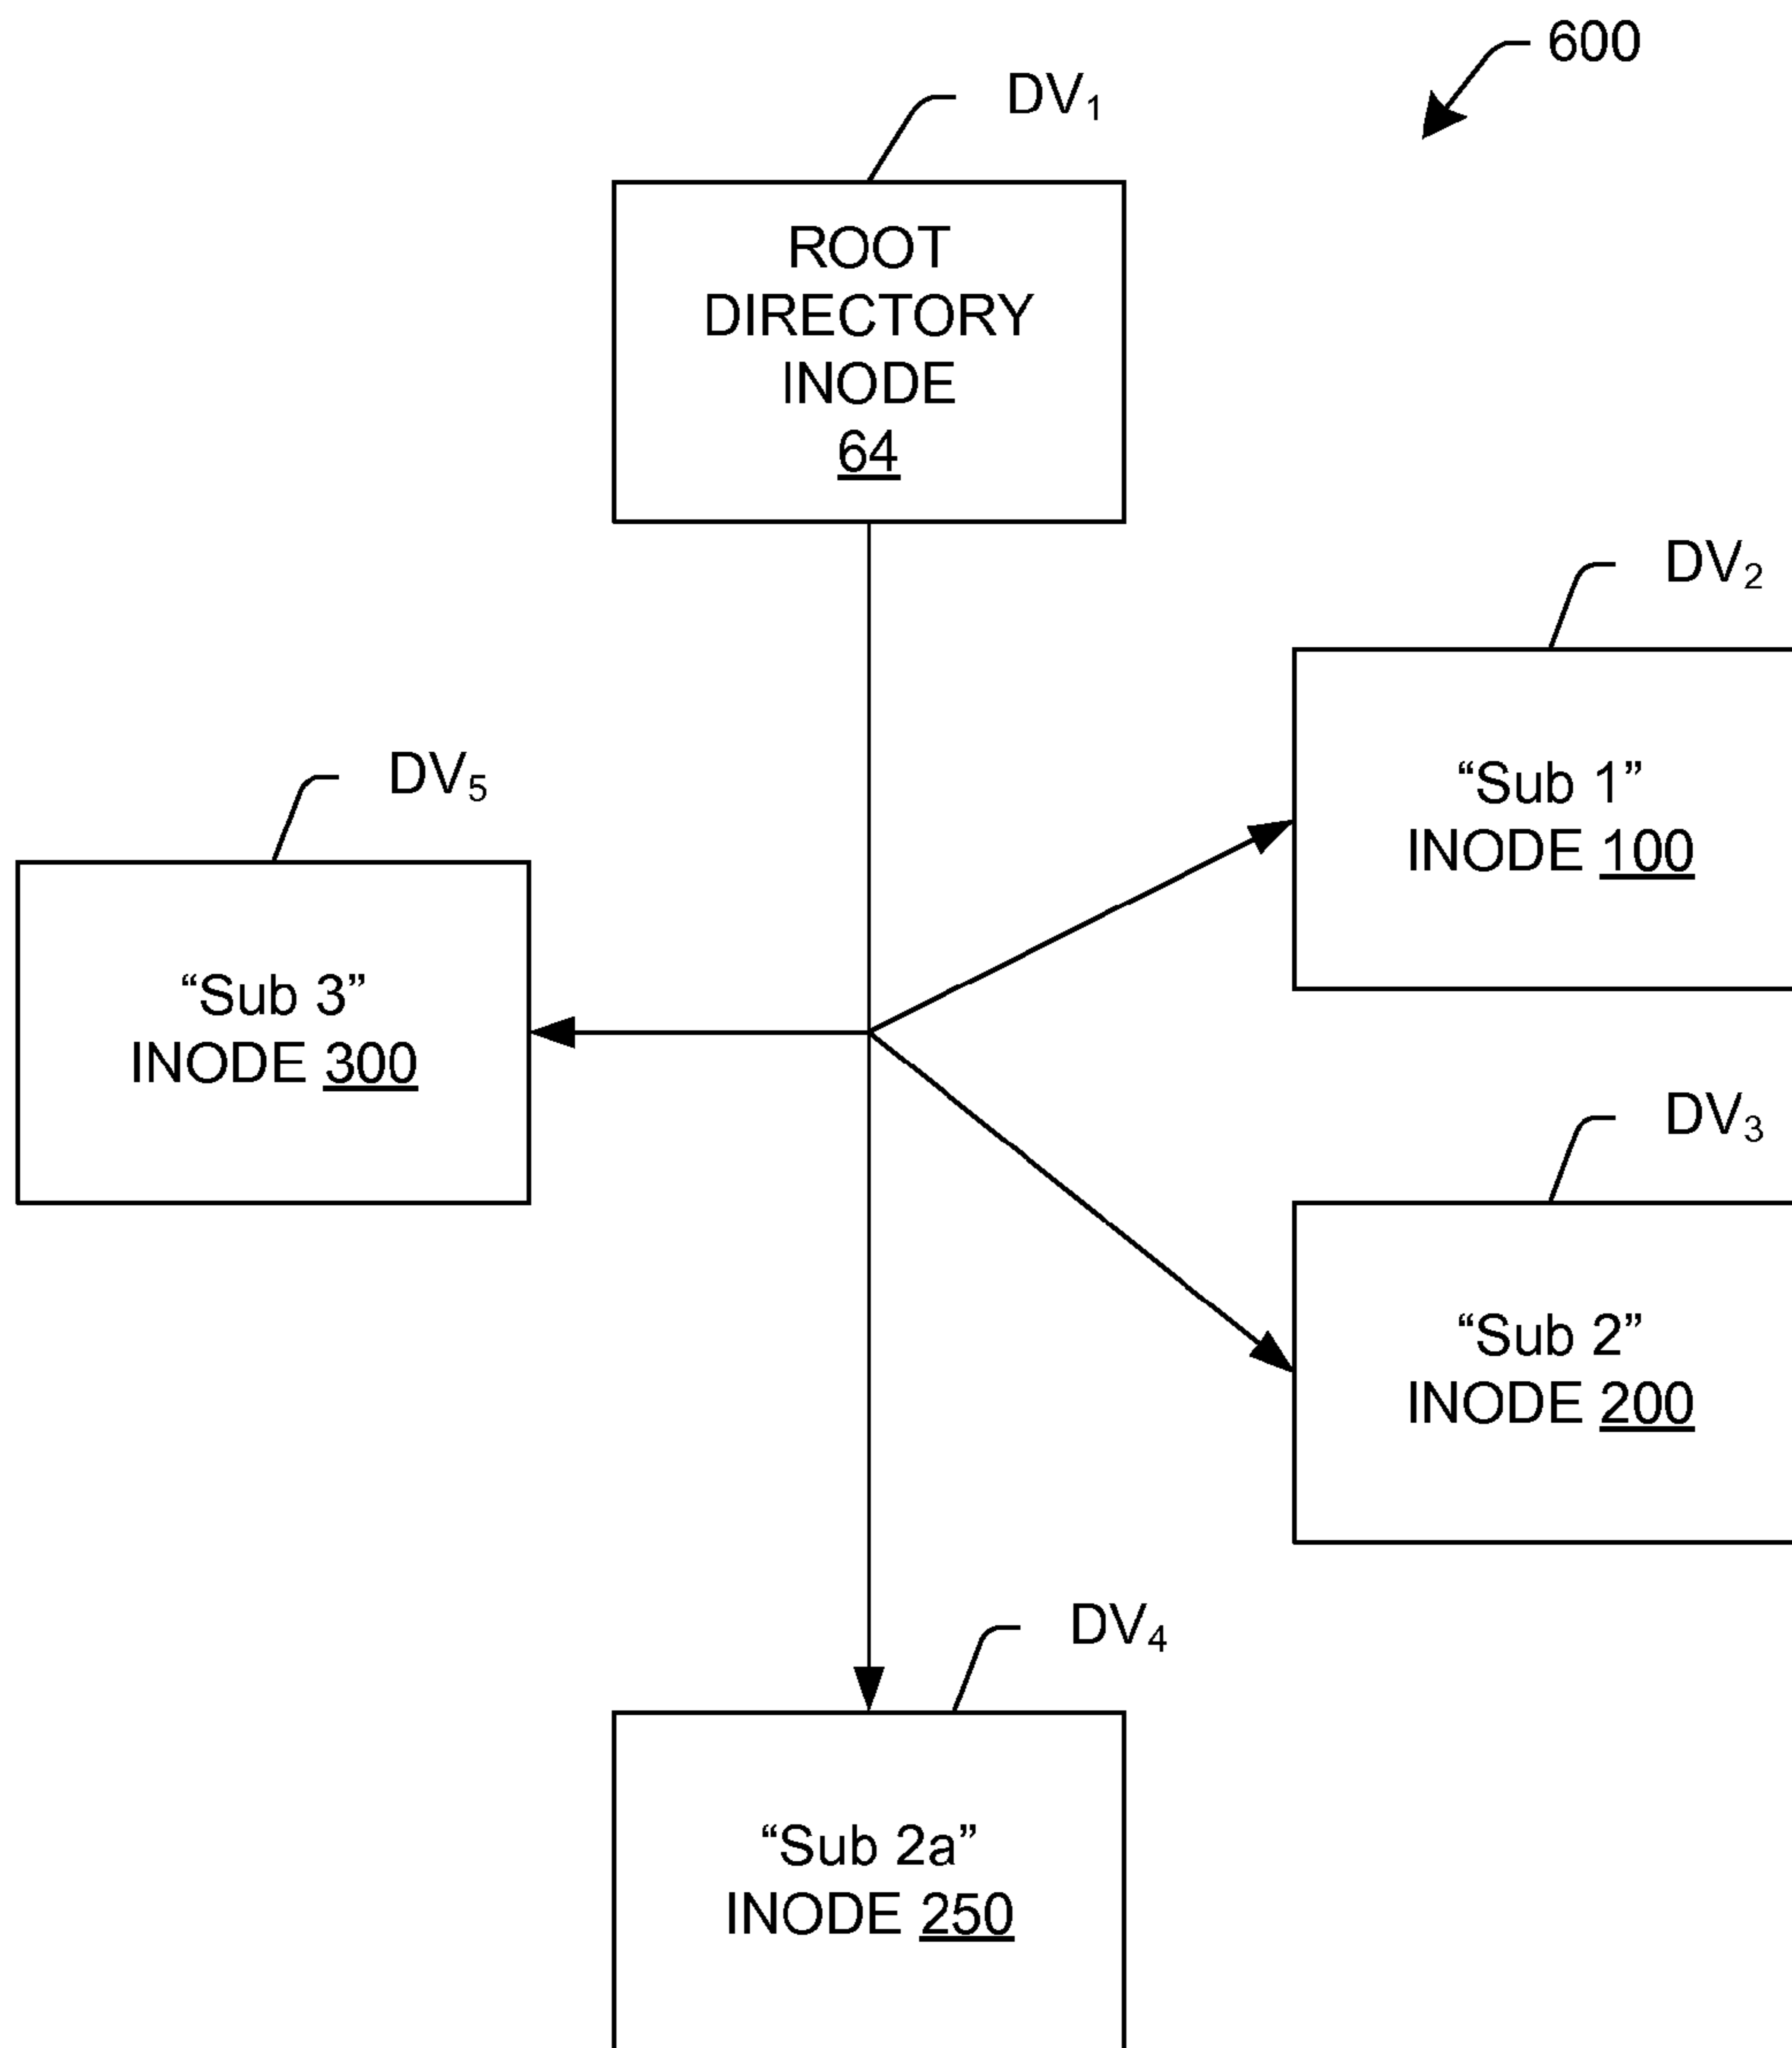 600
DV₁
ROOT
DIRECTORY
INODE
64
DV₂
“Sub 1”
INODE 100
DV₅
“Sub 3”
INODE 300
DV₃
“Sub 2”
INODE 200
DV₄
“Sub 2a”
INODE 250